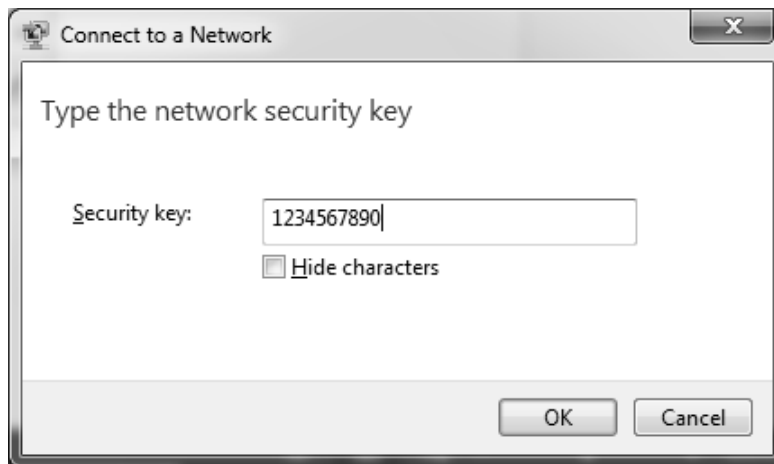 Connect to a Network
Type the network security key
Security key: 1234567890
Hide characters
OK Cancel